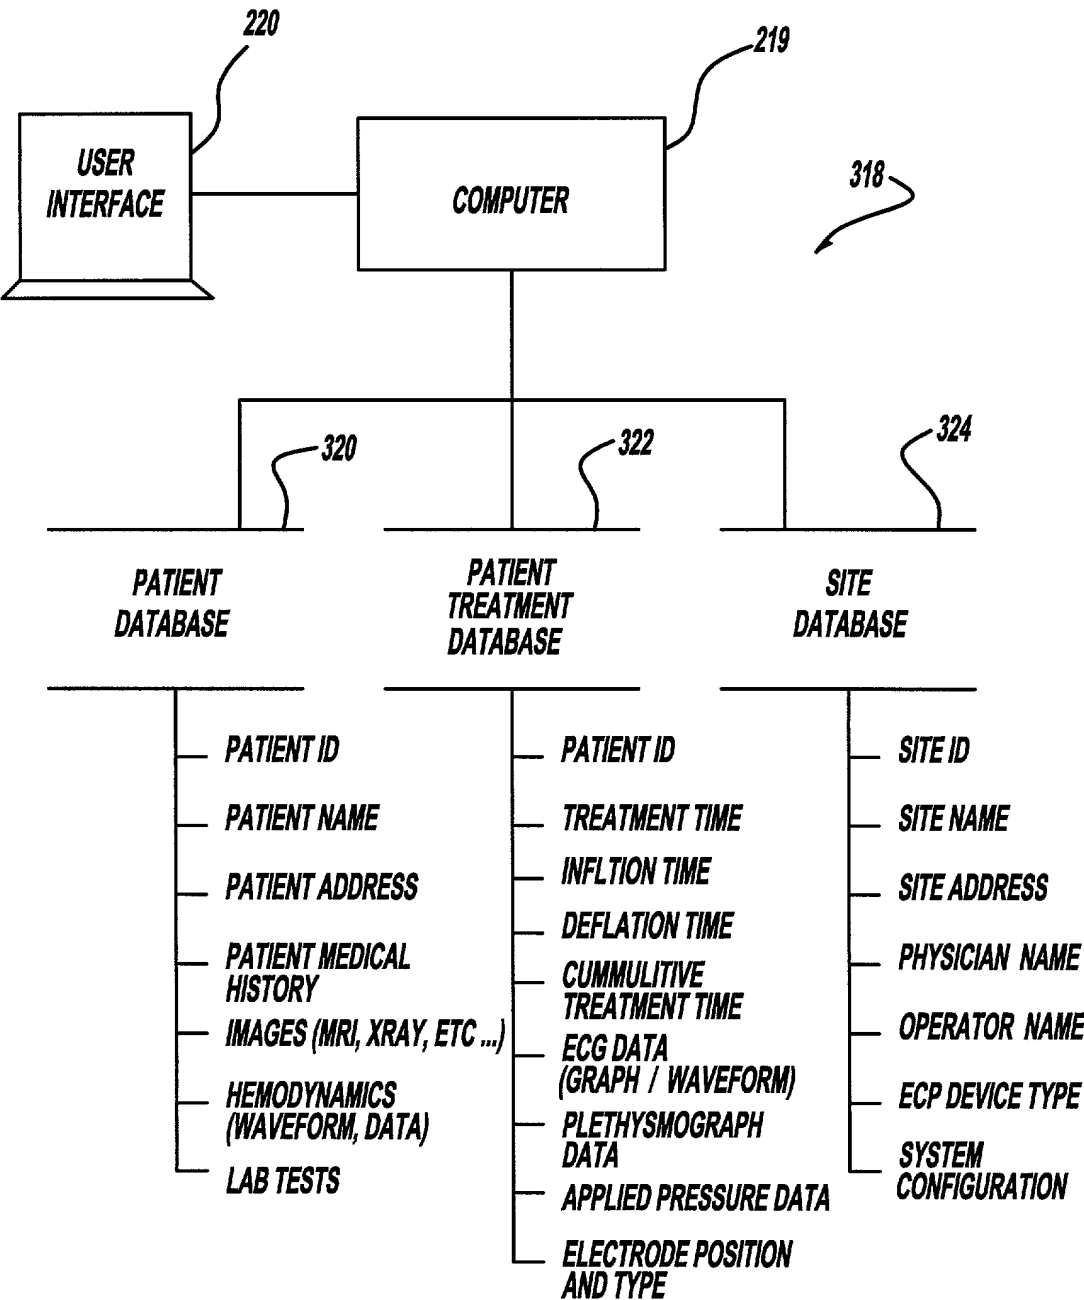 220
219
USER
INTERFACE
COMPUTER
318
320
322
324
PATIENT
DATABASE
PATIENT
TREATMENT
DATABASE
SITE
DATABASE
PATIENT ID
PATIENT NAME
PATIENT ADDRESS
PATIENT MEDICAL
HISTORY
IMAGES (MRI, XRAY, ETC ...)
HEMODYNAMICS
(WAVEFORM, DATA)
LAB TESTS
PATIENT ID
TREATMENT TIME
INFLTION TIME
DEFLATION TIME
CUMMULITIVE
TREATMENT TIME
ECG DATA
(GRAPH / WAVEFORM)
PLETHYSMOGRAPH
DATA
APPLIED PRESSURE DATA
ELECTRODE POSITION
AND TYPE
SITE ID
SITE NAME
SITE ADDRESS
PHYSICIAN NAME
OPERATOR NAME
ECP DEVICE TYPE
SYSTEM
CONFIGURATION